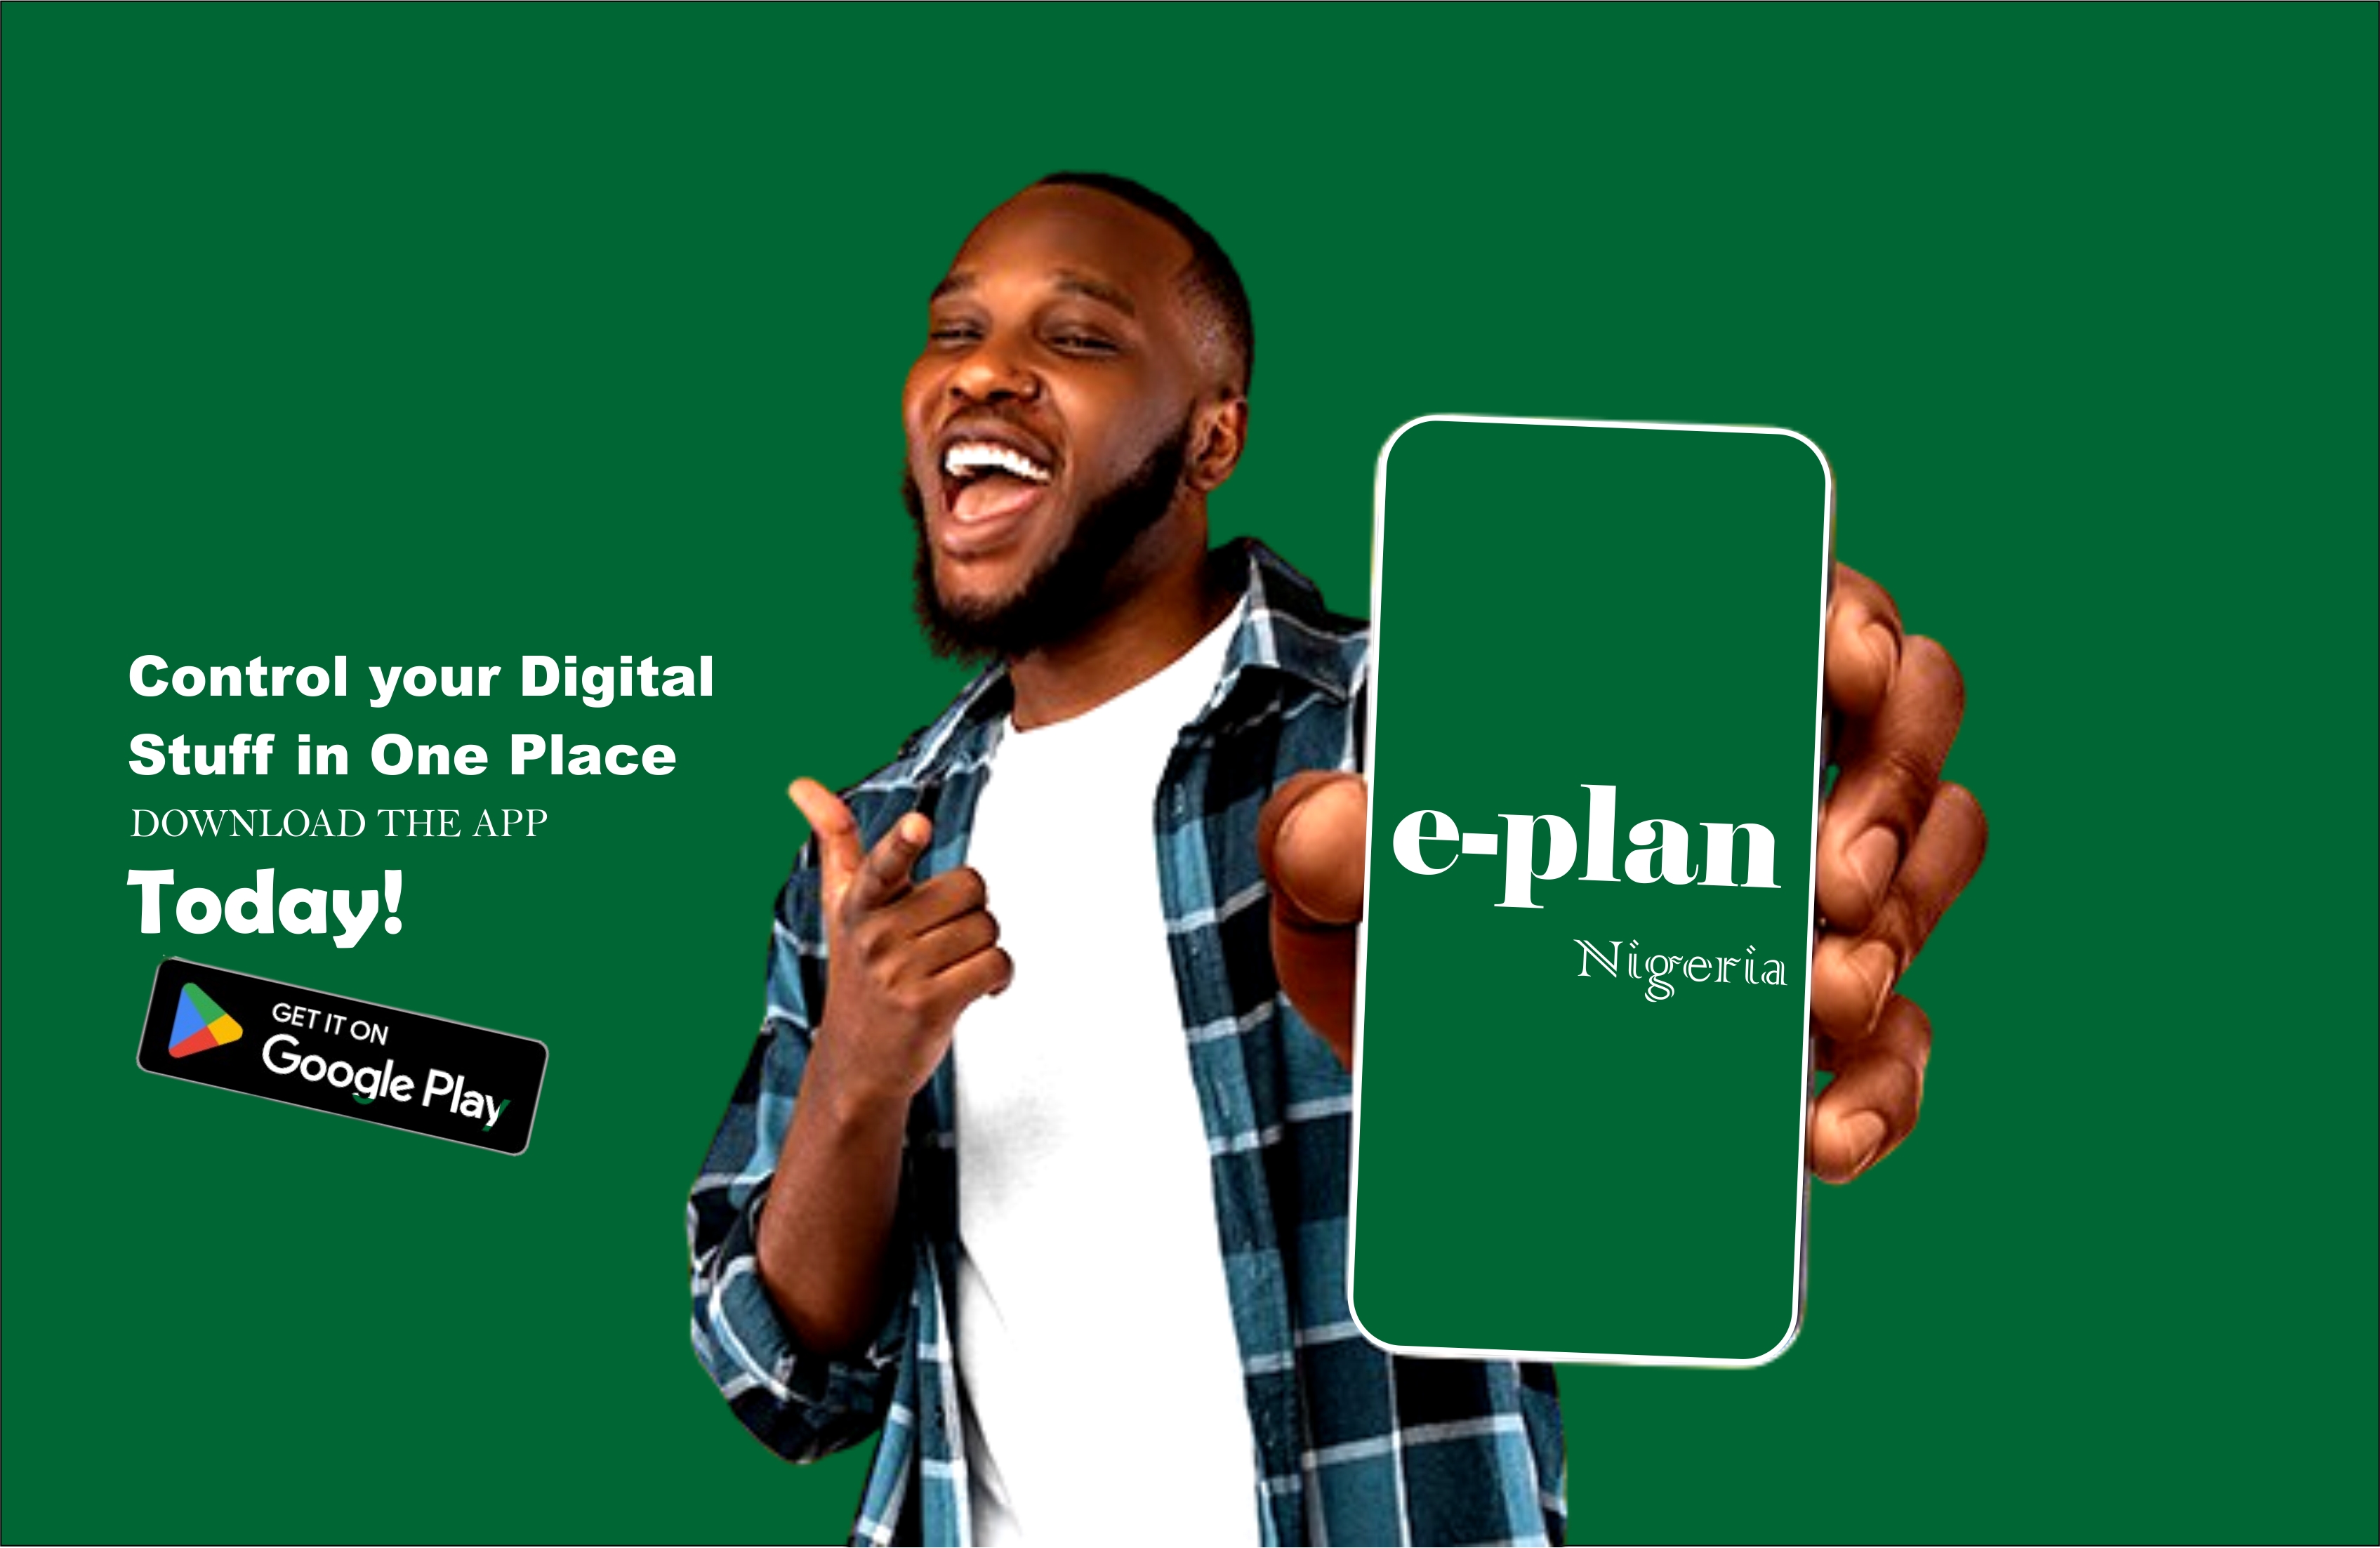 Control your Digital
Stuff in One Place
DOWNLOAD THE APP
Today!
GET IT ON
Google Play
e-plan
Nigeria